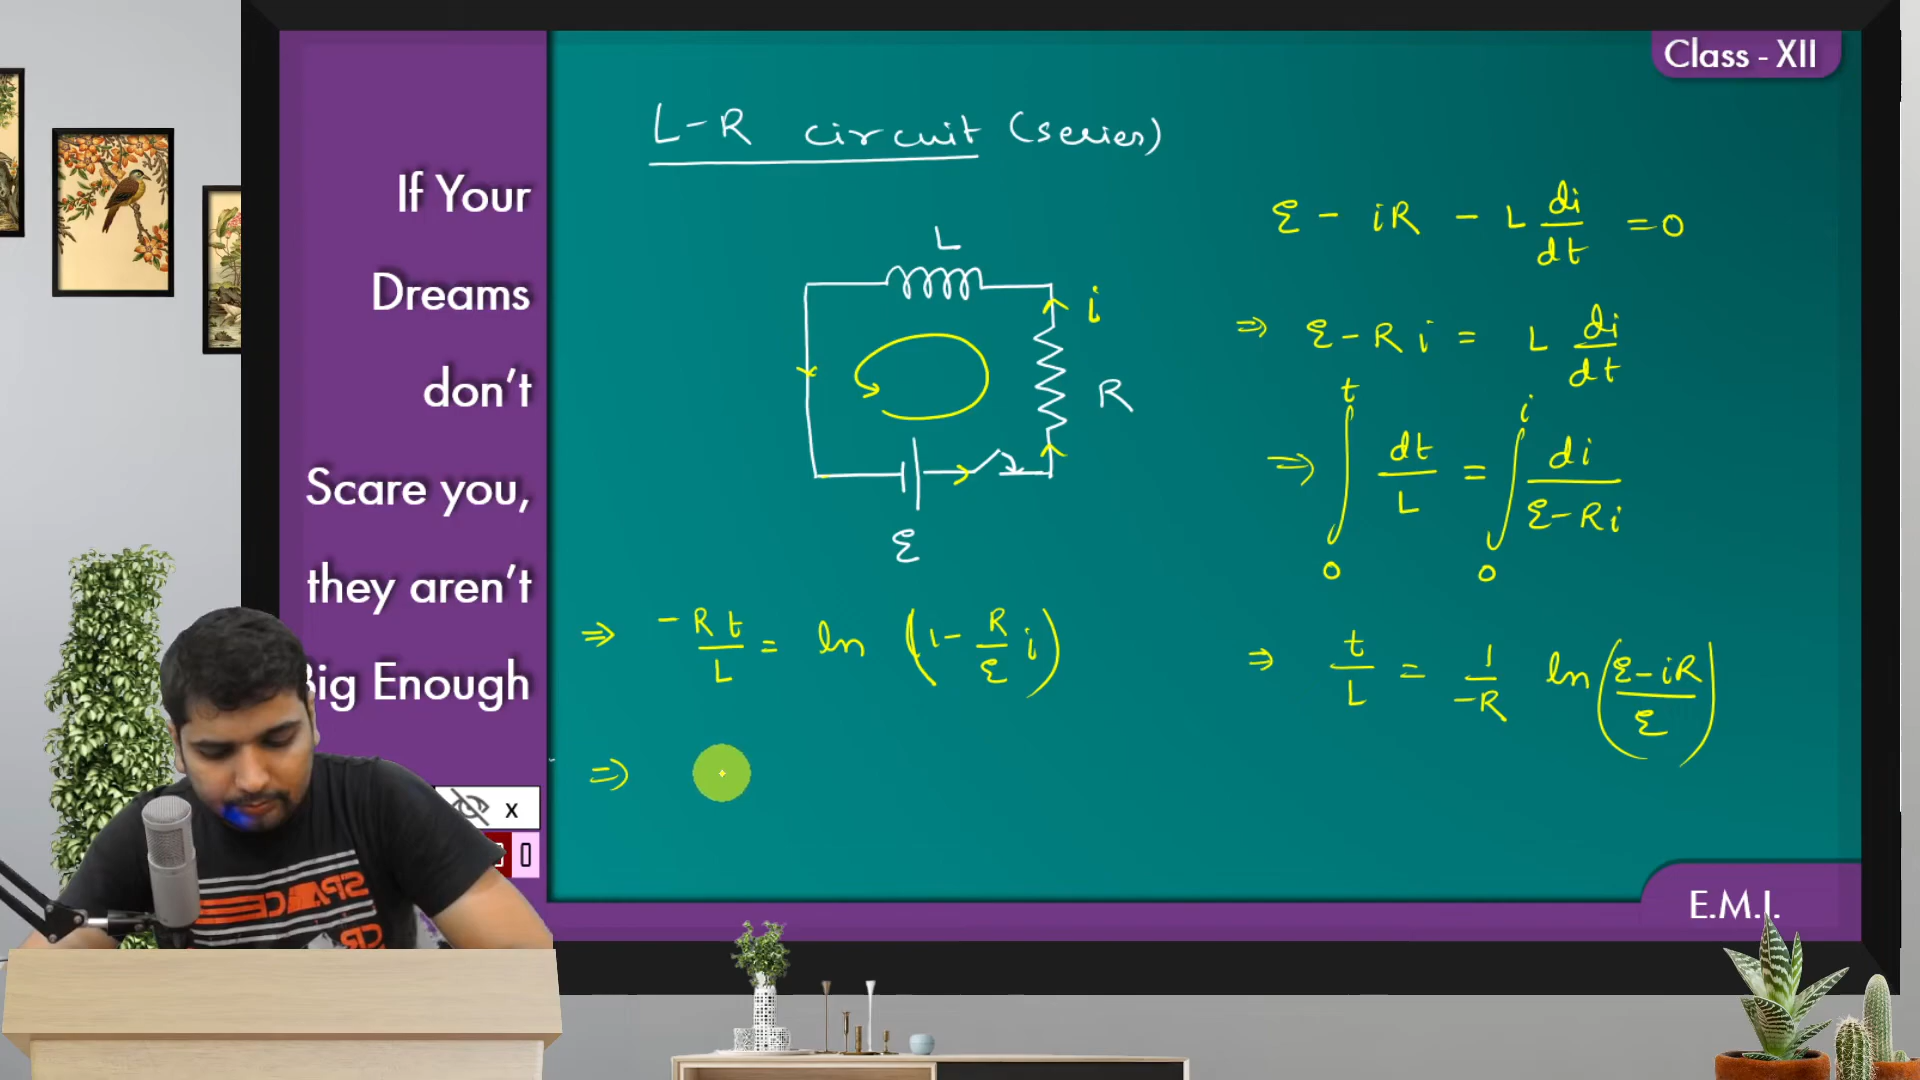 Class - XII
If Your
Dreams
don't
Scare you,
they aren't
Big Enough
L-R circuit (series)
L
i
R
ℰ
ℰ - iR - L di/dt = 0
⇒ ℰ - Ri = L di/dt
⇒ ∫₀ᵗ dt/L = ∫₀ⁱ di/(ℰ-Ri)
⇒ t/L = 1/-R ln((ℰ-iR)/ℰ)
⇒ -Rt/L = ln(1 - R/ℰ i)
⇒
x
E.M.I.